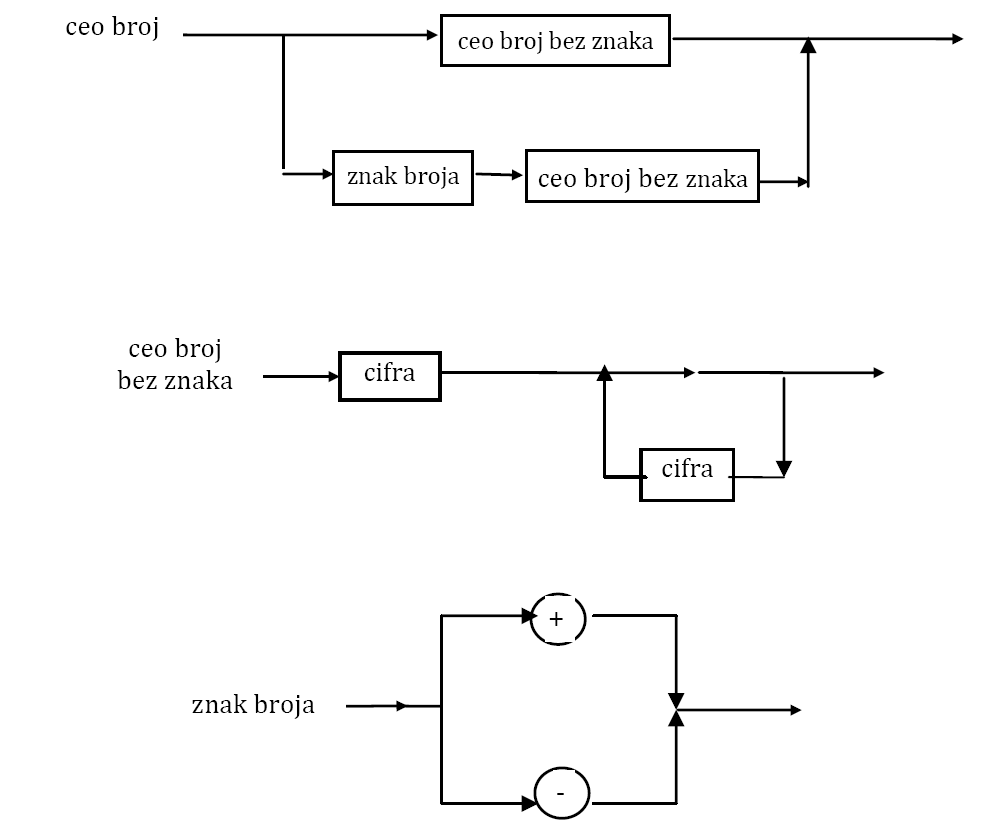 ceo broj
ceo broj bez znaka
znak broja
ceo broj bez znaka
ceo broj
bez znaka
cifra
cifra
+
znak broja
-